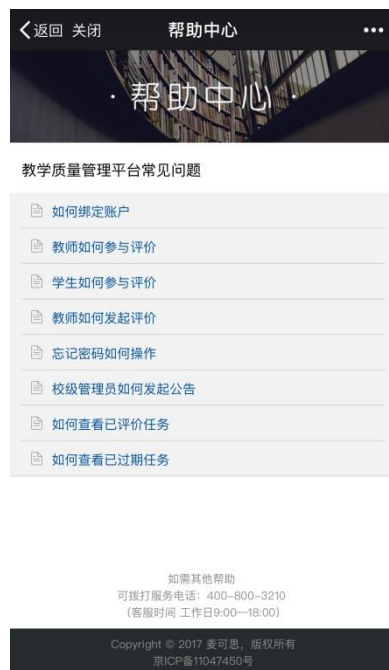 返回 关闭 帮助中心
·帮助中心·
教学质量管理平台常见问题
如何绑定账户
教师如何参与评价
学生如何参与评价
教师如何发起评价
忘记密码如何操作
校级管理员如何发起公告
如何查看已评价任务
如何查看已过期任务
如需其他帮助
可拨打服务电话：400-800-3210
(客服时间 工作日9:00—18:00)
Copyright © 2017 麦可思，版权所有
京ICP备11047450号